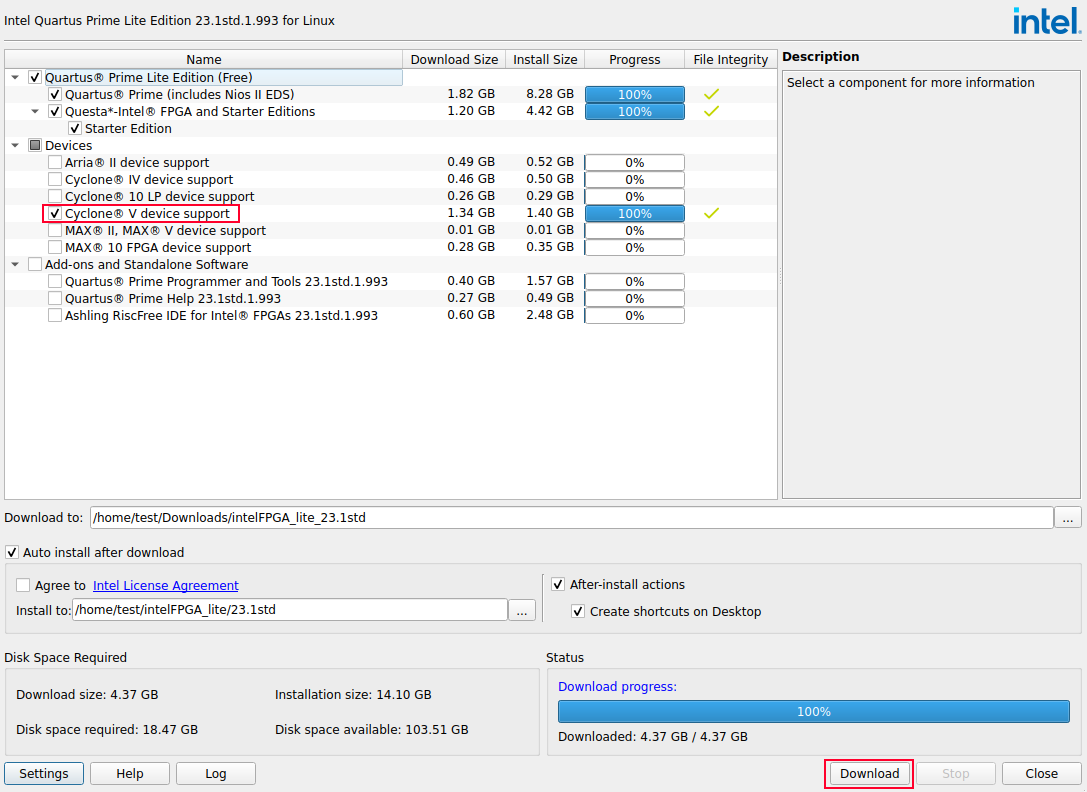 Intel Quartus Prime Lite Edition 23.1std.1.993 for Linux
intel.
Name Download Size Install Size Progress File Integrity
Quartus® Prime Lite Edition (Free)
Quartus® Prime (includes Nios II EDS) 1.82 GB 8.28 GB 100%
Questa*-Intel® FPGA and Starter Editions 1.20 GB 4.42 GB 100%
Starter Edition
Devices
Arria® II device support 0.49 GB 0.52 GB 0%
Cyclone® IV device support 0.46 GB 0.50 GB 0%
Cyclone® 10 LP device support 0.26 GB 0.29 GB 0%
Cyclone® V device support 1.34 GB 1.40 GB 100%
MAX® II, MAX® V device support 0.01 GB 0.01 GB 0%
MAX® 10 FPGA device support 0.28 GB 0.35 GB 0%
Add-ons and Standalone Software
Quartus® Prime Programmer and Tools 23.1std.1.993 0.40 GB 1.57 GB 0%
Quartus® Prime Help 23.1std.1.993 0.27 GB 0.49 GB 0%
Ashling RiscFree IDE for Intel® FPGAs 23.1std.1.993 0.60 GB 2.48 GB 0%
Description
Select a component for more information
Download to: /home/test/Downloads/intelFPGA_lite_23.1std ...
Auto install after download
Agree to Intel License Agreement
Install to: /home/test/intelFPGA_lite/23.1std ...
After-install actions
Create shortcuts on Desktop
Disk Space Required
Download size: 4.37 GB Installation size: 14.10 GB
Disk space required: 18.47 GB Disk space available: 103.51 GB
Status
Download progress:
100%
Downloaded: 4.37 GB / 4.37 GB
Settings Help Log Download Stop Close